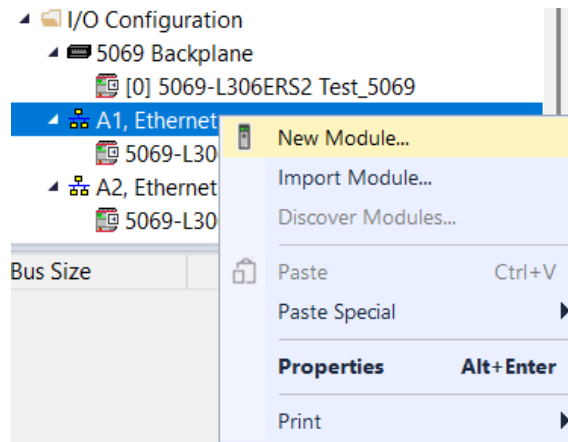 I/O Configuration
5069 Backplane
[0] 5069-L306ERS2 Test_5069
A1, Ethernet
5069-L30
A2, Ethernet
5069-L30
Bus Size
New Module...
Import Module...
Discover Modules...
Paste Ctrl+V
Paste Special
Properties Alt+Enter
Print